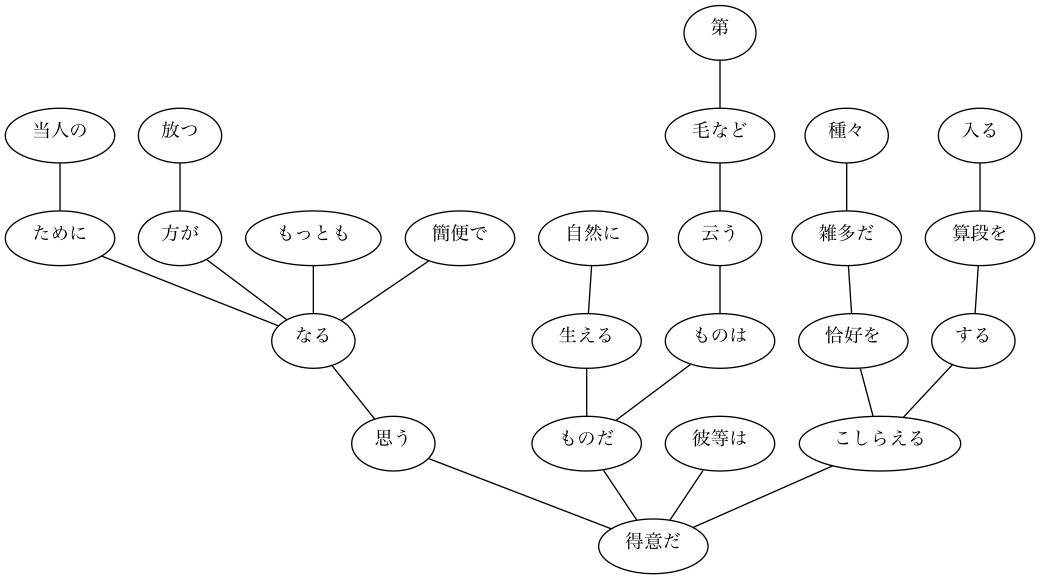 第
当人の
放つ
毛など
種々
入る
ために
方が
もっとも
簡便で
自然に
云う
雑多だ
算段を
なる
生える
ものは
恰好を
する
思う
ものだ
彼等は
こしらえる
得意だ